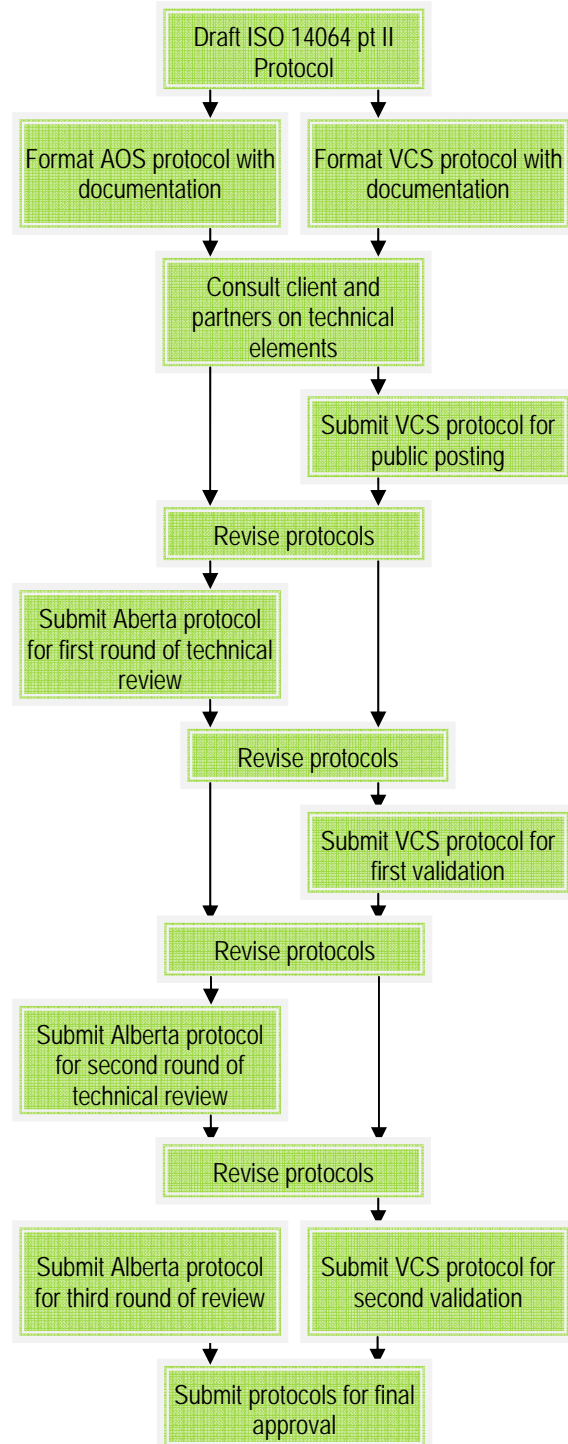 Draft ISO 14064 pt II
Protocol
Format AOS protocol with
documentation
Format VCS protocol with
documentation
Consult client and
partners on technical
elements
Submit VCS protocol for
public posting
Revise protocols
Submit Aberta protocol
for first round of technical
review
Revise protocols
Submit VCS protocol for
first validation
Revise protocols
Submit Alberta protocol
for second round of
technical review
Revise protocols
Submit Alberta protocol
for third round of review
Submit VCS protocol for
second validation
Submit protocols for final
approval